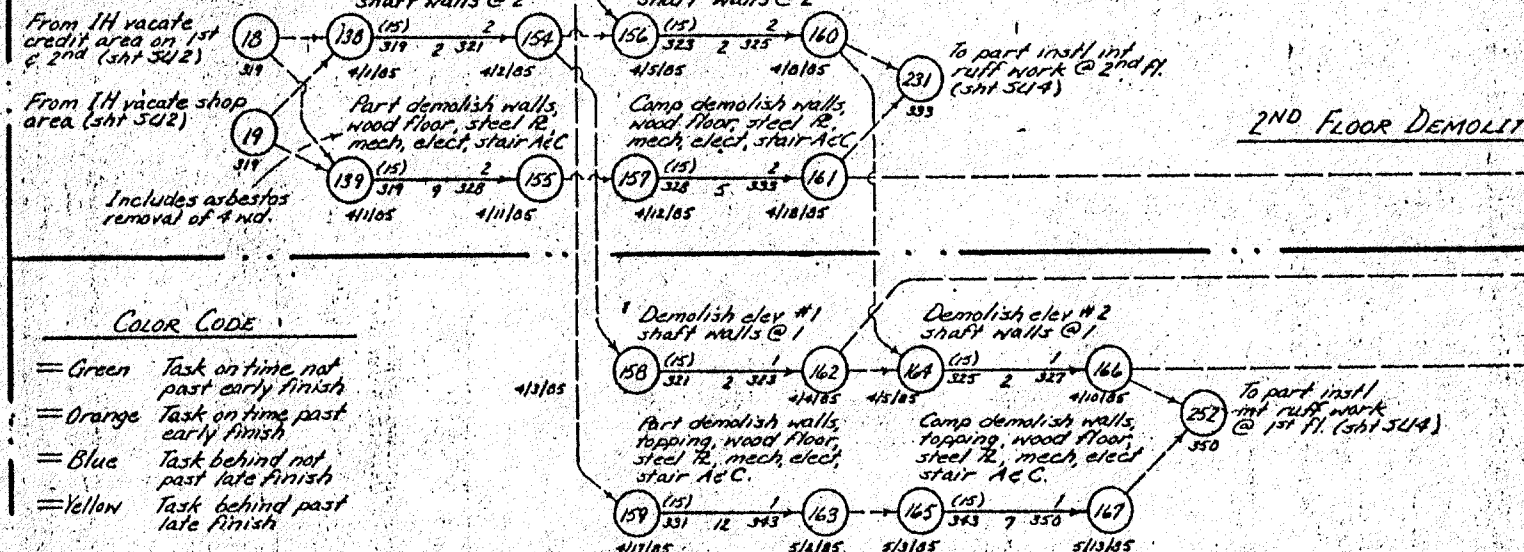 shaft walls @ 2
shaft walls @ 2
From IH vacate
credit area on 1st
& 2nd (sht SU2)
18
319
138
(15)
319 2 321
2
154
4/1/85
4/2/85
156
(15)
323 2 325
2
160
4/5/85
4/8/85
231
333
To part instl int
ruff work @ 2nd fl.
(sht SU4)
From IH vacate shop
area (sht SU2)
19
319
Part demolish walls,
wood floor, steel PL,
mech, elect, stair A&C
Comp demolish walls,
wood floor, steel PL,
mech, elect, stair A&C
2ND FLOOR DEMOLIT
139
(15)
319 9 328
2
155
4/1/85
4/11/85
157
(15)
328 5 333
2
161
4/12/85
4/18/85
Includes asbestos
removal of 4 w.d.
COLOR CODE
Green Task on time not
past early finish
Orange Task on time past
early finish
Blue Task behind not
past late finish
Yellow Task behind past
late finish
4/3/85
Demolish elev #1
shaft walls @ 1
Demolish elev #2
shaft walls @ 1
158
(15)
321 2 323
1
162
4/4/85
164
(15)
325 2 327
1
166
4/5/85
4/10/85
252
350
To part instl
int ruff work
@ 1st fl. (sht SU4)
Part demolish walls,
topping, wood floor,
steel PL, mech, elect,
stair A&C.
Comp demolish walls,
topping, wood floor,
steel PL, mech, elect
stair A&C.
159
(15)
331 12 343
1
163
4/17/85
5/2/85
165
(15)
343 7 350
1
167
5/3/85
5/13/85